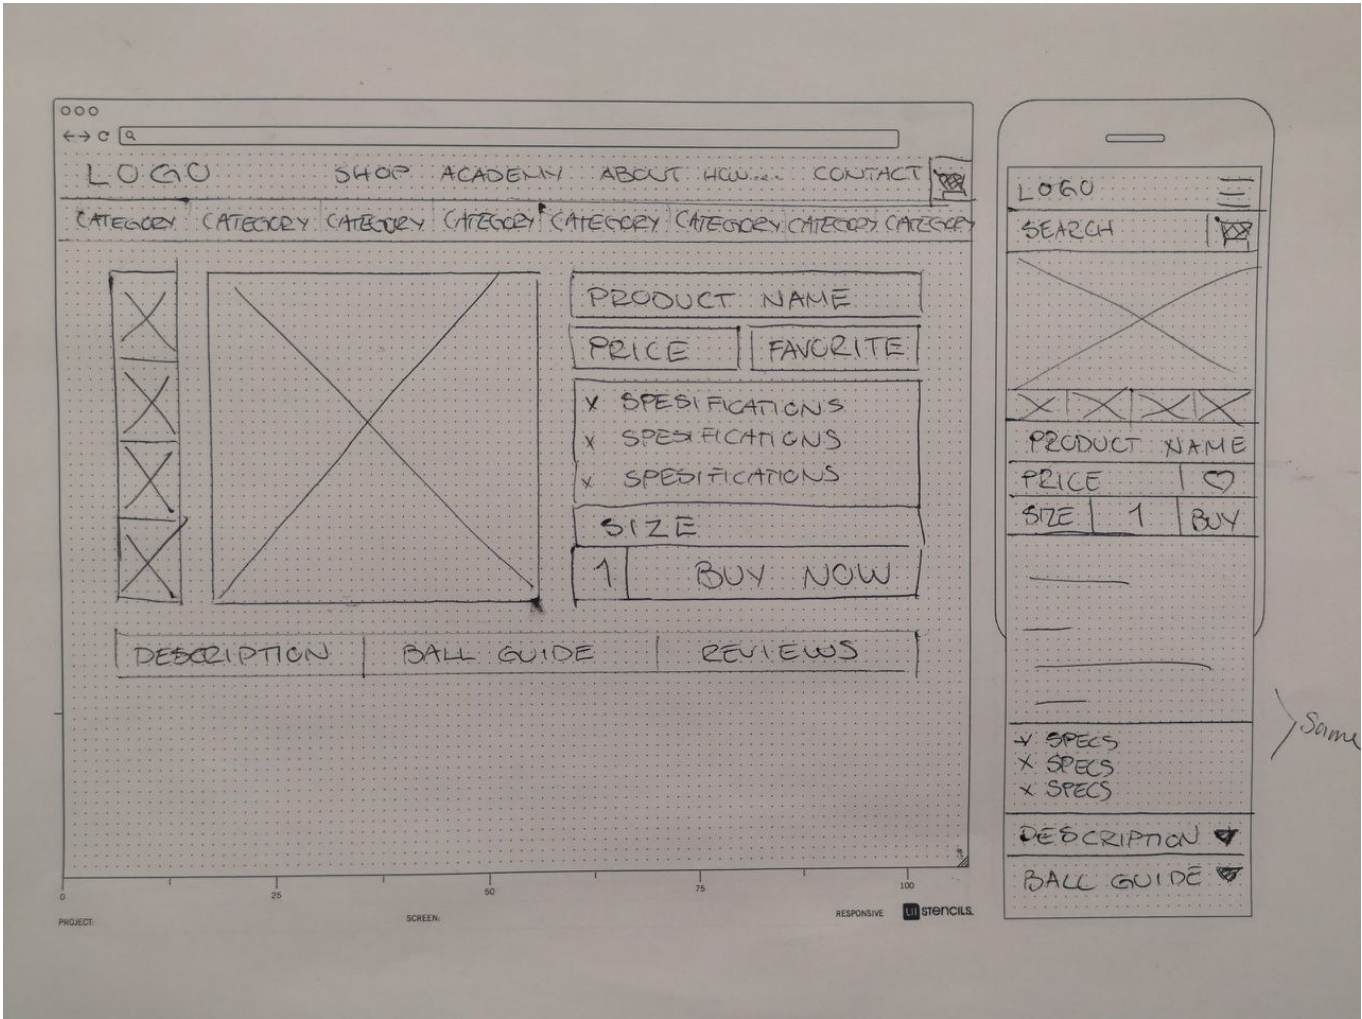 LOGO SHOP ACADEMY ABOUT HOW.... CONTACT
CATEGORY CATEGORY CATEGORY CATEGORY CATEGORY CATEGORY CATEGORY CATEGORY
PRODUCT NAME
PRICE FAVORITE
x SPESIFICATIONS
x SPESIFICATIONS
x SPESIFICATIONS
SIZE
1 BUY NOW
DESCRIPTION BALL GUIDE REVIEWS
0 25 50 75 100
PROJECT: SCREEN: RESPONSIVE UI STENCILS.
LOGO
SEARCH
PRODUCT NAME
PRICE
SIZE 1 BUY
x SPECS
x SPECS
x SPECS
DESCRIPTION
BALL GUIDE
Same